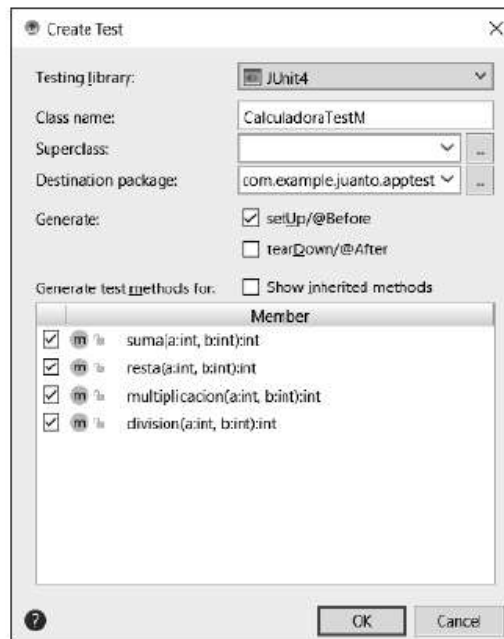 Create Test
Testing library: JUnit4
Class name: CalculadoraTestM
Superclass:
Destination package: com.example.juanto.apptest
Generate: setUp/@Before
tearDown/@After
Generate test methods for: Show inherited methods
Member
m suma(a:int, b:int):int
m resta(a:int, b:int):int
m multiplicacion(a:int, b:int):int
m division(a:int, b:int):int
? OK Cancel